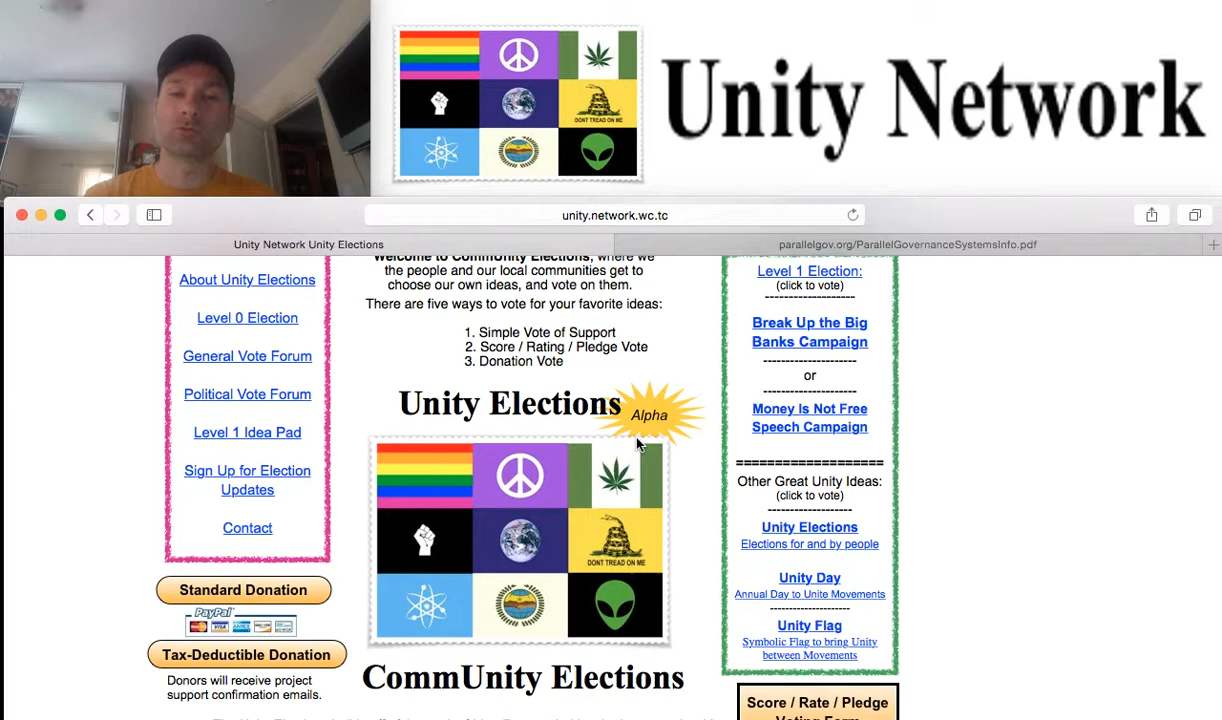 Unity Network
DONT TREAD ON ME
unity.network.wc.tc
Unity Network Unity Elections
parallelgov.org/ParallelGovernanceSystemsInfo.pdf
Welcome to CommUnity Elections, where we
the people and our local communities get to
choose our own ideas, and vote on them.
There are five ways to vote for your favorite ideas:
1. Simple Vote of Support
2. Score / Rating / Pledge Vote
3. Donation Vote
Unity Elections
Alpha
DONT TREAD ON ME
CommUnity Elections
About Unity Elections
Level 0 Election
General Vote Forum
Political Vote Forum
Level 1 Idea Pad
Sign Up for Election
Updates
Contact
Standard Donation
PayPal
VISA
Tax-Deductible Donation
Donors will receive project
support confirmation emails.
Level 1 Election:
(click to vote)
--------------------
Break Up the Big
Banks Campaign
--------------------
or
--------------------
Money Is Not Free
Speech Campaign
===================
Other Great Unity Ideas:
(click to vote)
--------------------
Unity Elections
Elections for and by people
Unity Day
Annual Day to Unite Movements
--------------------
Unity Flag
Symbolic Flag to bring Unity
between Movements
Score / Rate / Pledge
Voting Form